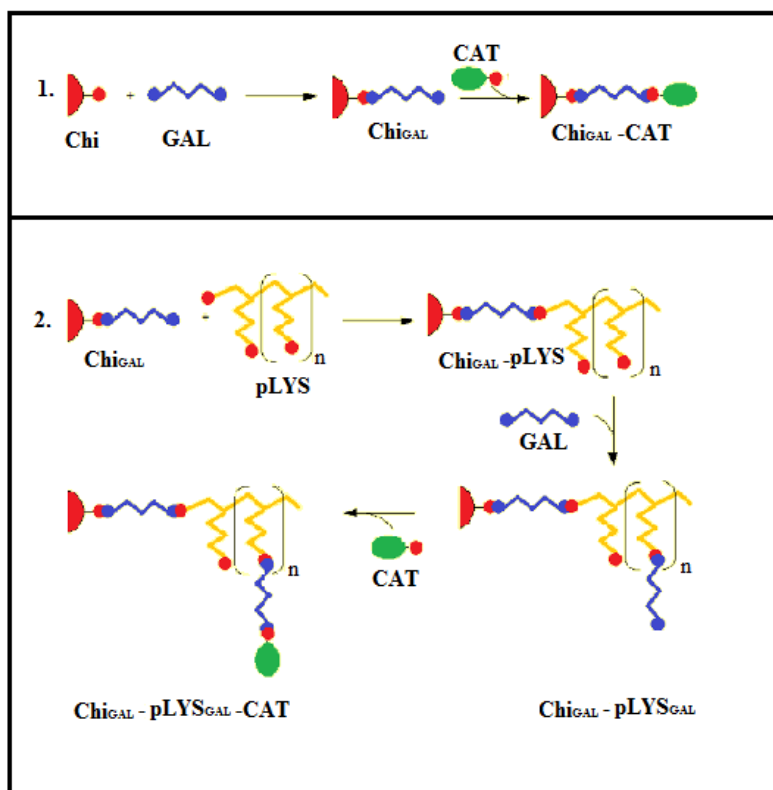 CAT
1.
+
Chi
GAL
ChiGAL
ChiGAL -CAT
2.
ChiGAL
pLYS
n
ChiGAL -pLYS
n
GAL
CAT
n
n
ChiGAL - pLYSGAL -CAT
ChiGAL - pLYSGAL